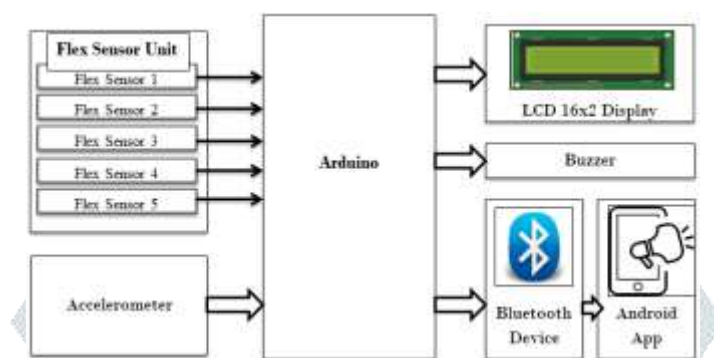 Flex Sensor Unit
Flex Sensor 1
Flex Sensor 2
Flex Sensor 3
Flex Sensor 4
Flex Sensor 5
Accelerometer
Arduino
LCD 16x2 Display
Buzzer
Bluetooth
Device
Android
App